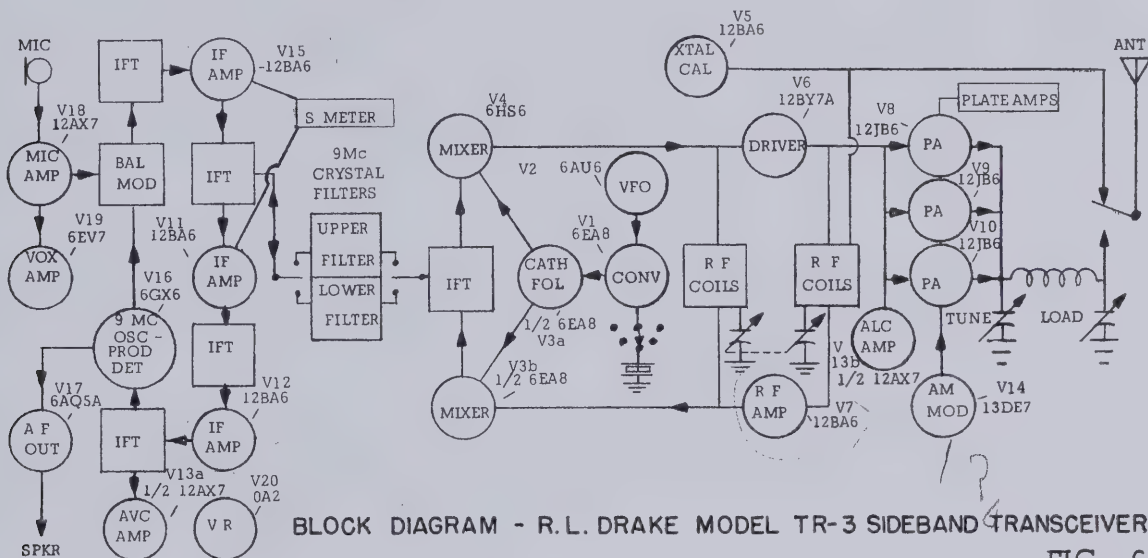 MIC
V18
12AX7
MIC
AMP
V19
6EV7
VOX
AMP
IFT
BAL
MOD
V16
6GX6
9 MC
OSC -
PROD
DET
V17
6AQ5A
A F
OUT
SPKR
IFT
V13a
1/2 12AX7
AVC
AMP
V15
-12BA6
IF
AMP
S METER
IFT
V11
12BA6
IF
AMP
IFT
V12
12BA6
IF
AMP
V20
0A2
V R
9Mc
CRYSTAL
FILTERS
UPPER
FILTER
LOWER
FILTER
IFT
V4
6HS6
MIXER
V2
6AU6
VFO
V1
6EA8
CONV
CATH
FOL
1/2 6EA8
V3a
V3b
1/2 6EA8
MIXER
V5
12BA6
XTAL
CAL
V6
12BY7A
DRIVER
R F
COILS
R F
COILS
R F
AMP
V7
12BA6
V
13b
1/2 12AX7
ALC
AMP
V8
12JB6
PA
PLATE AMPS
V9
12JB6
PA
V10
12JB6
PA
AM
MOD
V14
13DE7
TUNE
LOAD
ANT
BLOCK DIAGRAM - R.L. DRAKE MODEL TR-3 SIDEBAND TRANSCEIVER